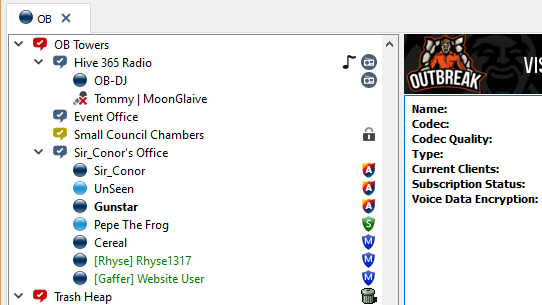 OB
OB Towers
Hive 365 Radio
OB-DJ
Tommy | MoonGlaive
Event Office
Small Council Chambers
Sir_Conor's Office
Sir_Conor
A
UnSeen
A
Gunstar
A
Pepe The Frog
S
Cereal
M
[Rhyse] Rhyse1317
M
[Gaffer] Website User
M
Trash Heap
OUTBREAK
VIS
Name:
Codec:
Codec Quality:
Type:
Current Clients:
Subscription Status:
Voice Data Encryption: